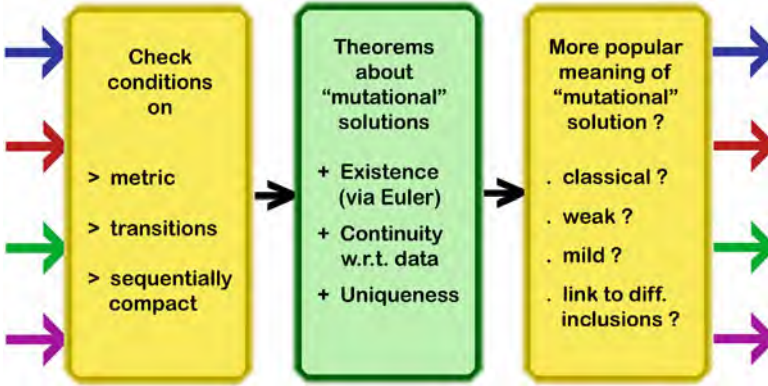 Check
conditions
on
> metric
> transitions
> sequentially
compact
Theorems
about
“mutational”
solutions
+ Existence
(via Euler)
+ Continuity
w.r.t. data
+ Uniqueness
More popular
meaning of
“mutational”
solution ?
. classical ?
. weak ?
. mild ?
. link to diff.
inclusions ?